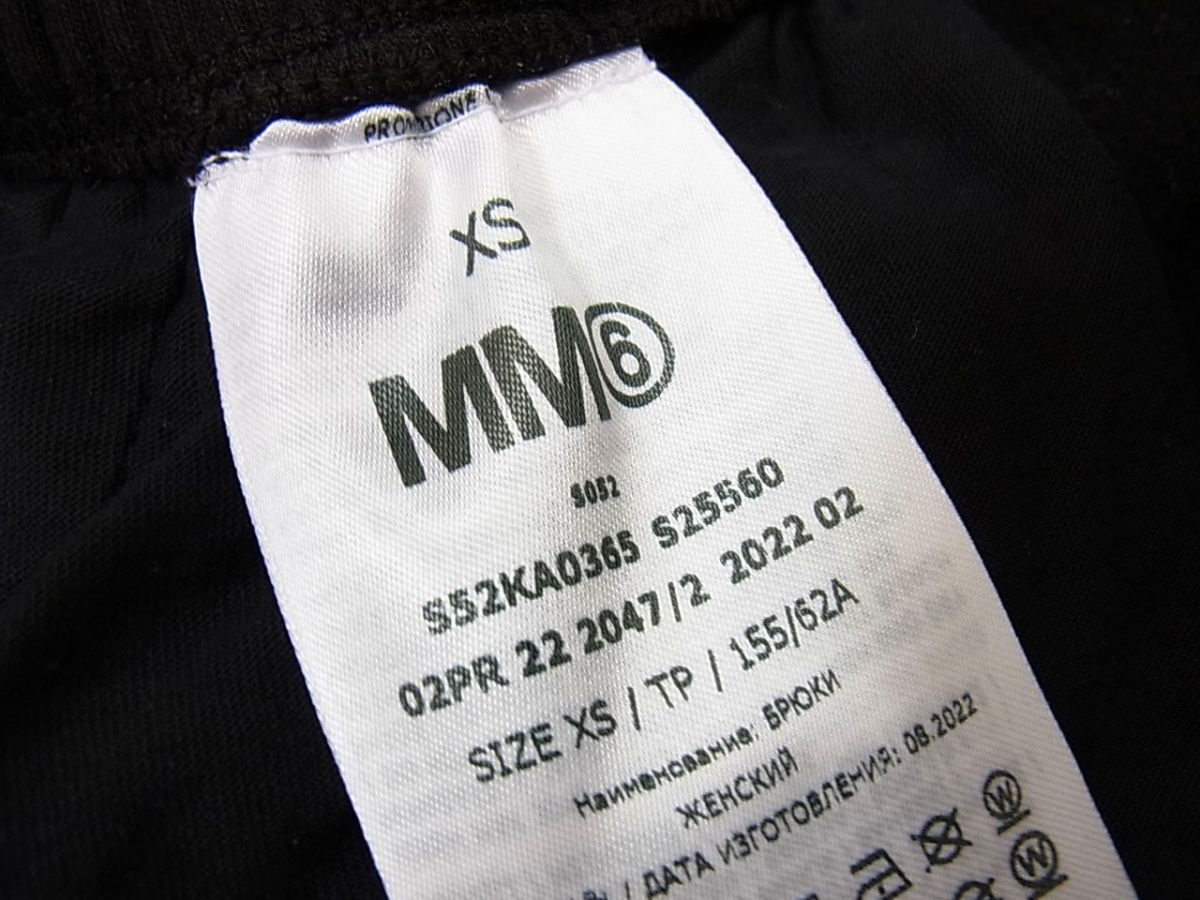 XS
MM6
S052
S52KA0365 S25560
02PR 22 2047/2 2022 02
SIZE XS / TP / 155/62A
Наименование: БРЮКИ
ЖЕНСКИЙ
/ ДАТА ИЗГОТОВЛЕНИЯ: 08.2022
W
W